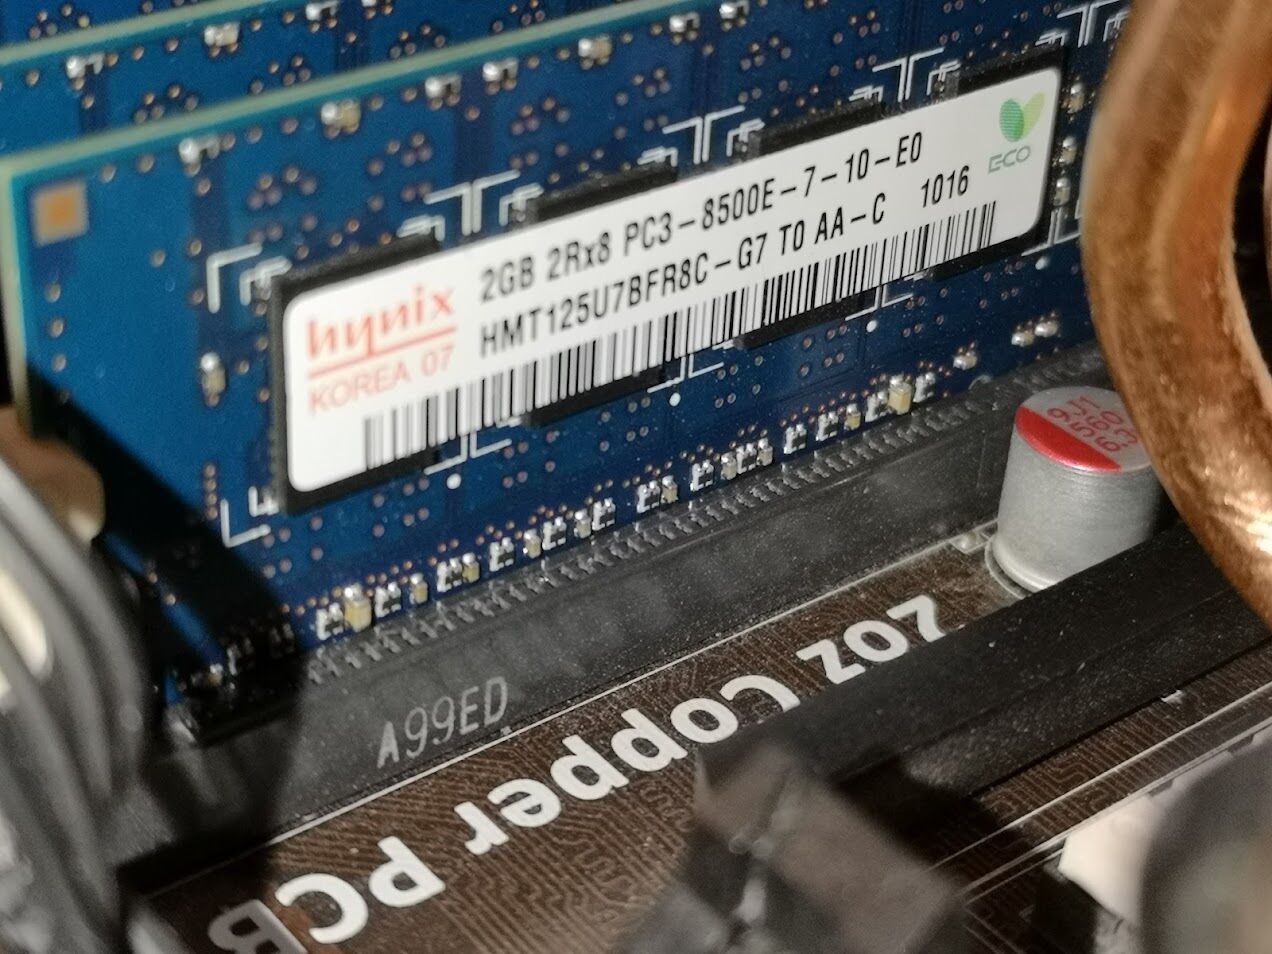 hynix
KOREA 07
2GB 2Rx8 PC3-8500E-7-10-E0
HMT125U7BFR8C-G7 T0 AA-C 1016
ECO
A99ED
2oz Copper PCB